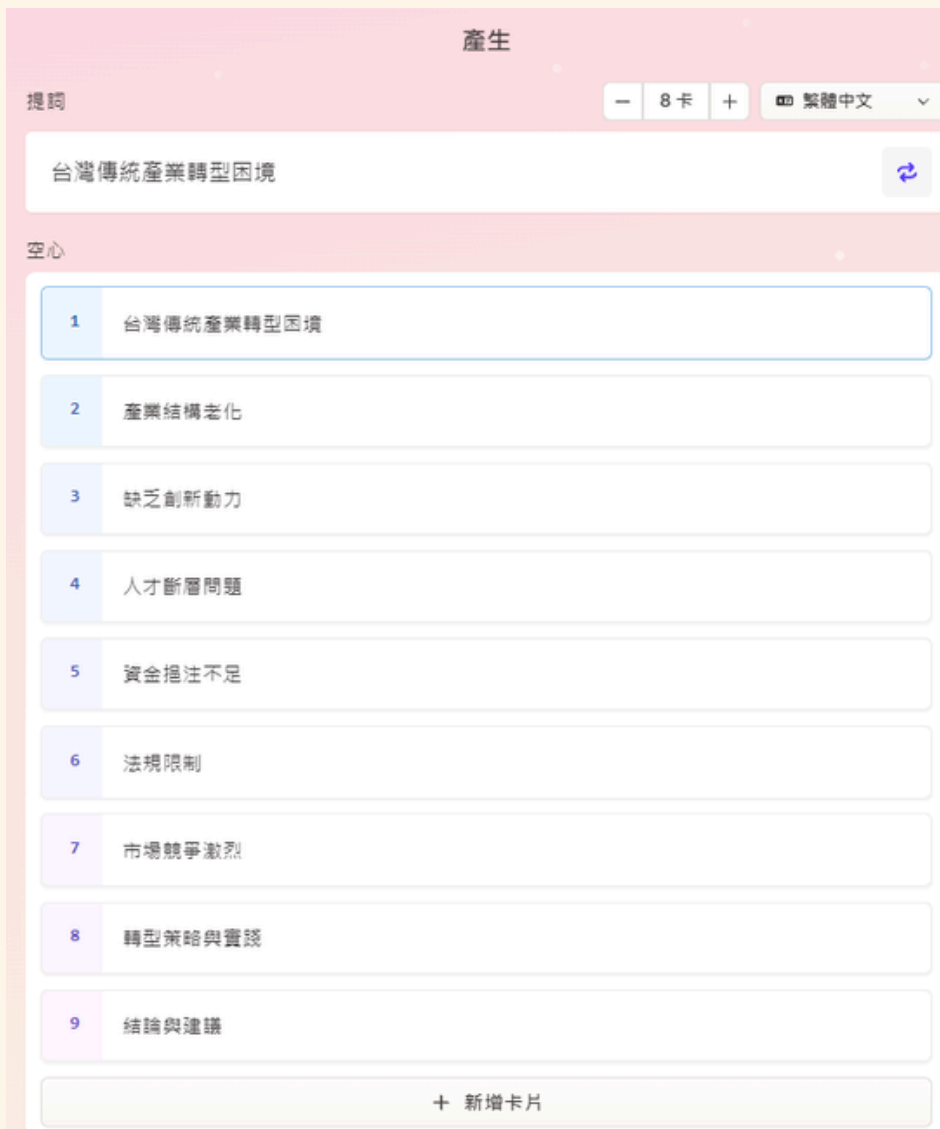 產生
提詞
8 卡
繁體中文
台灣傳統產業轉型困境
空心
1 台灣傳統產業轉型困境
2 產業結構老化
3 缺乏創新動力
4 人才斷層問題
5 資金挹注不足
6 法規限制
7 市場競爭激烈
8 轉型策略與實踐
9 結論與建議
+ 新增卡片